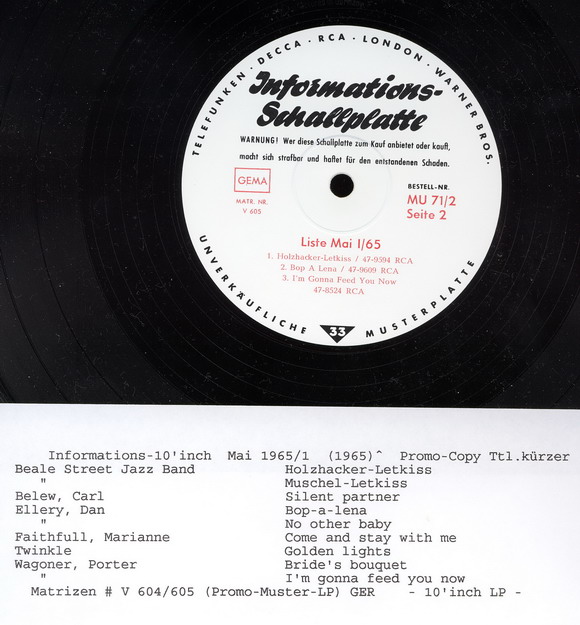 TELEFUNKEN · DECCA · RCA · LONDON · WARNER BROS.
Informations-
Schallplatte
WARNUNG! Wer diese Schallplatte zum Kauf anbietet oder kauft,
macht sich strafbar und haftet für den entstandenen Schaden.
GEMA
MATR. NR.
V 605
BESTELL-NR.
MU 71/2
Seite 2
Liste Mai I/65
1. Holzhacker-Letkiss / 47-9594 RCA
2. Bop A Lena / 47-9609 RCA
3. I'm Gonna Feed You Now
47-8524 RCA
UNVERKÄUFLICHE 33 MUSTERPLATTE
Informations-10'inch Mai 1965/1 (1965)^ Promo-Copy Ttl.kürzer
Beale Street Jazz Band Holzhacker-Letkiss
" Muschel-Letkiss
Belew, Carl Silent partner
Ellery, Dan Bop-a-lena
" No other baby
Faithfull, Marianne Come and stay with me
Twinkle Golden lights
Wagoner, Porter Bride's bouquet
" I'm gonna feed you now
Matrizen # V 604/605 (Promo-Muster-LP) GER - 10'inch LP -